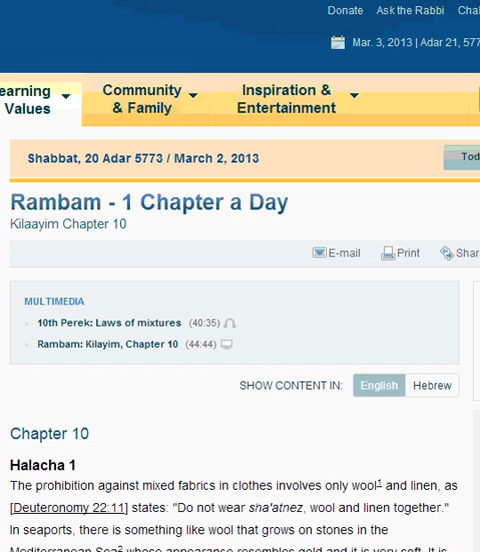 Donate Ask the Rabbi
Mar. 3, 2013 | Adar 21,
earning Values
Community & Family
Inspiration & Entertainment
Shabbat, 20 Adar 5773 / March 2, 2013
Rambam - 1 Chapter a Day
Kilaayim Chapter 10
E-mail Print
MULTIMEDIA
10th Perek: Laws of mixtures (40:35)
Rambam: Kilayim, Chapter 10 (44:44)
SHOW CONTENT IN: English Hebrew
Chapter 10
Halacha 1
The prohibition against mixed fabrics in clothes involves only wool1 and linen, as
[Deuteronomy 22:11] states: "Do not wear sha'atnez, wool and linen together."
In seaports, there is something like wool that grows on stones in the
Mediterranean Sea2 whose appearance resembles gold and it is very soft. It is